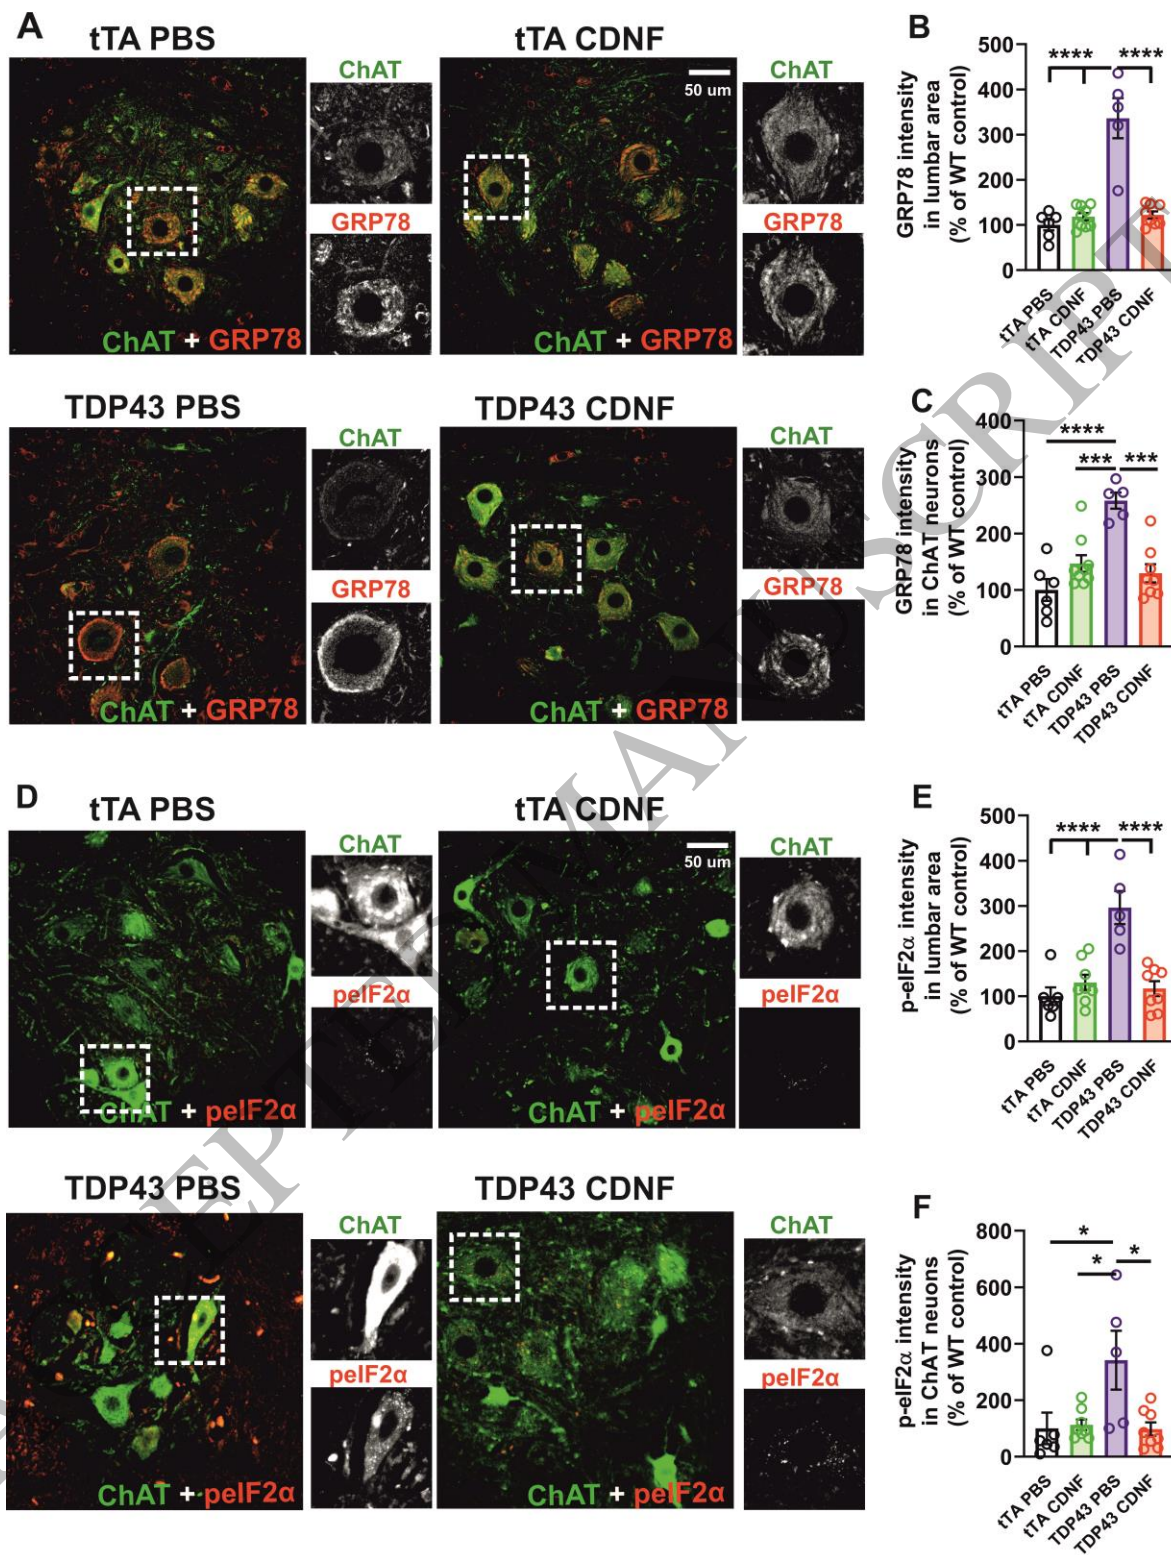 A
tTA PBS
tTA CDNF
ChAT
GRP78
ChAT + GRP78
50 um
ChAT
GRP78
ChAT + GRP78
B
GRP78 intensity
in lumbar area
(% of WT control)
500
400
300
200
100
0
**** ****
tTA PBS
tTA CDNF
TDP43 PBS
TDP43 CDNF
TDP43 PBS
TDP43 CDNF
ChAT
GRP78
ChAT + GRP78
ChAT
GRP78
ChAT + GRP78
C
GRP78 intensity
in ChAT neurons
(% of WT control)
400
300
200
100
0
****
*** ***
tTA PBS
tTA CDNF
TDP43 PBS
TDP43 CDNF
D
tTA PBS
tTA CDNF
ChAT
peIF2α
ChAT + peIF2α
50 um
ChAT
peIF2α
ChAT + peIF2α
E
p-eIF2α intensity
in lumbar area
(% of WT control)
500
400
300
200
100
0
**** ****
tTA PBS
tTA CDNF
TDP43 PBS
TDP43 CDNF
TDP43 PBS
TDP43 CDNF
ChAT
peIF2α
ChAT + peIF2α
ChAT
peIF2α
ChAT + peIF2α
F
p-eIF2α intensity
in ChAT neuons
(% of WT control)
800
600
400
200
0
*
* *
tTA PBS
tTA CDNF
TDP43 PBS
TDP43 CDNF
EPTED MANUSCRIPT